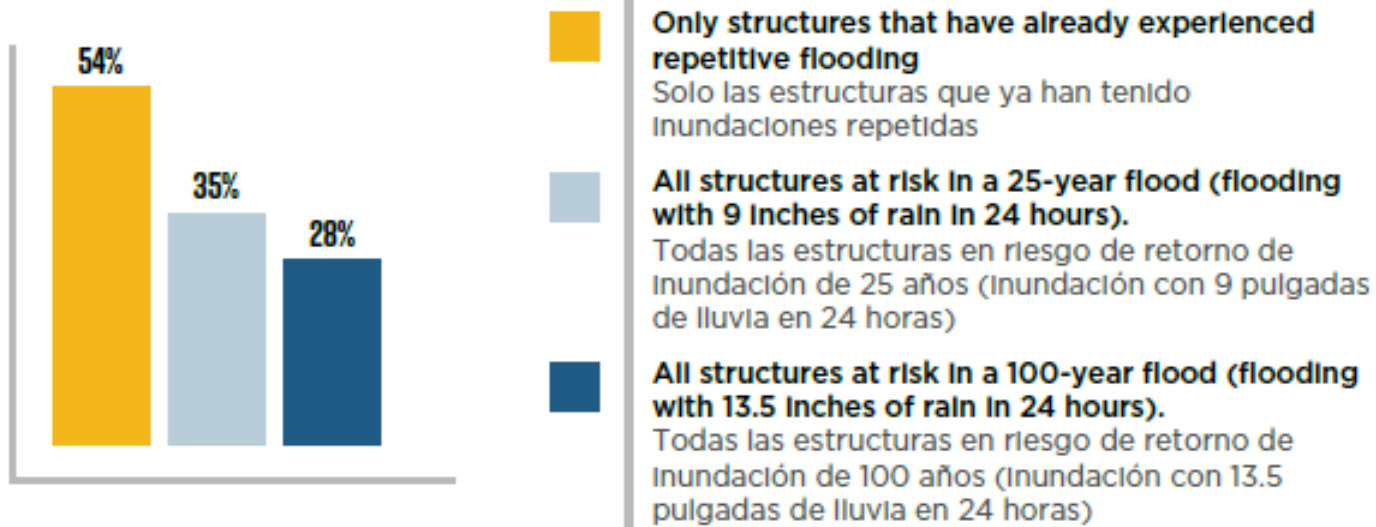 54%
35%
28%
Only structures that have already experienced
repetitive flooding
Solo las estructuras que ya han tenido
inundaciones repetidas
All structures at risk in a 25-year flood (flooding
with 9 inches of rain in 24 hours).
Todas las estructuras en riesgo de retorno de
inundación de 25 años (inundación con 9 pulgadas
de lluvia en 24 horas)
All structures at risk in a 100-year flood (flooding
with 13.5 inches of rain in 24 hours).
Todas las estructuras en riesgo de retorno de
inundación de 100 años (inundación con 13.5
pulgadas de lluvia en 24 horas)